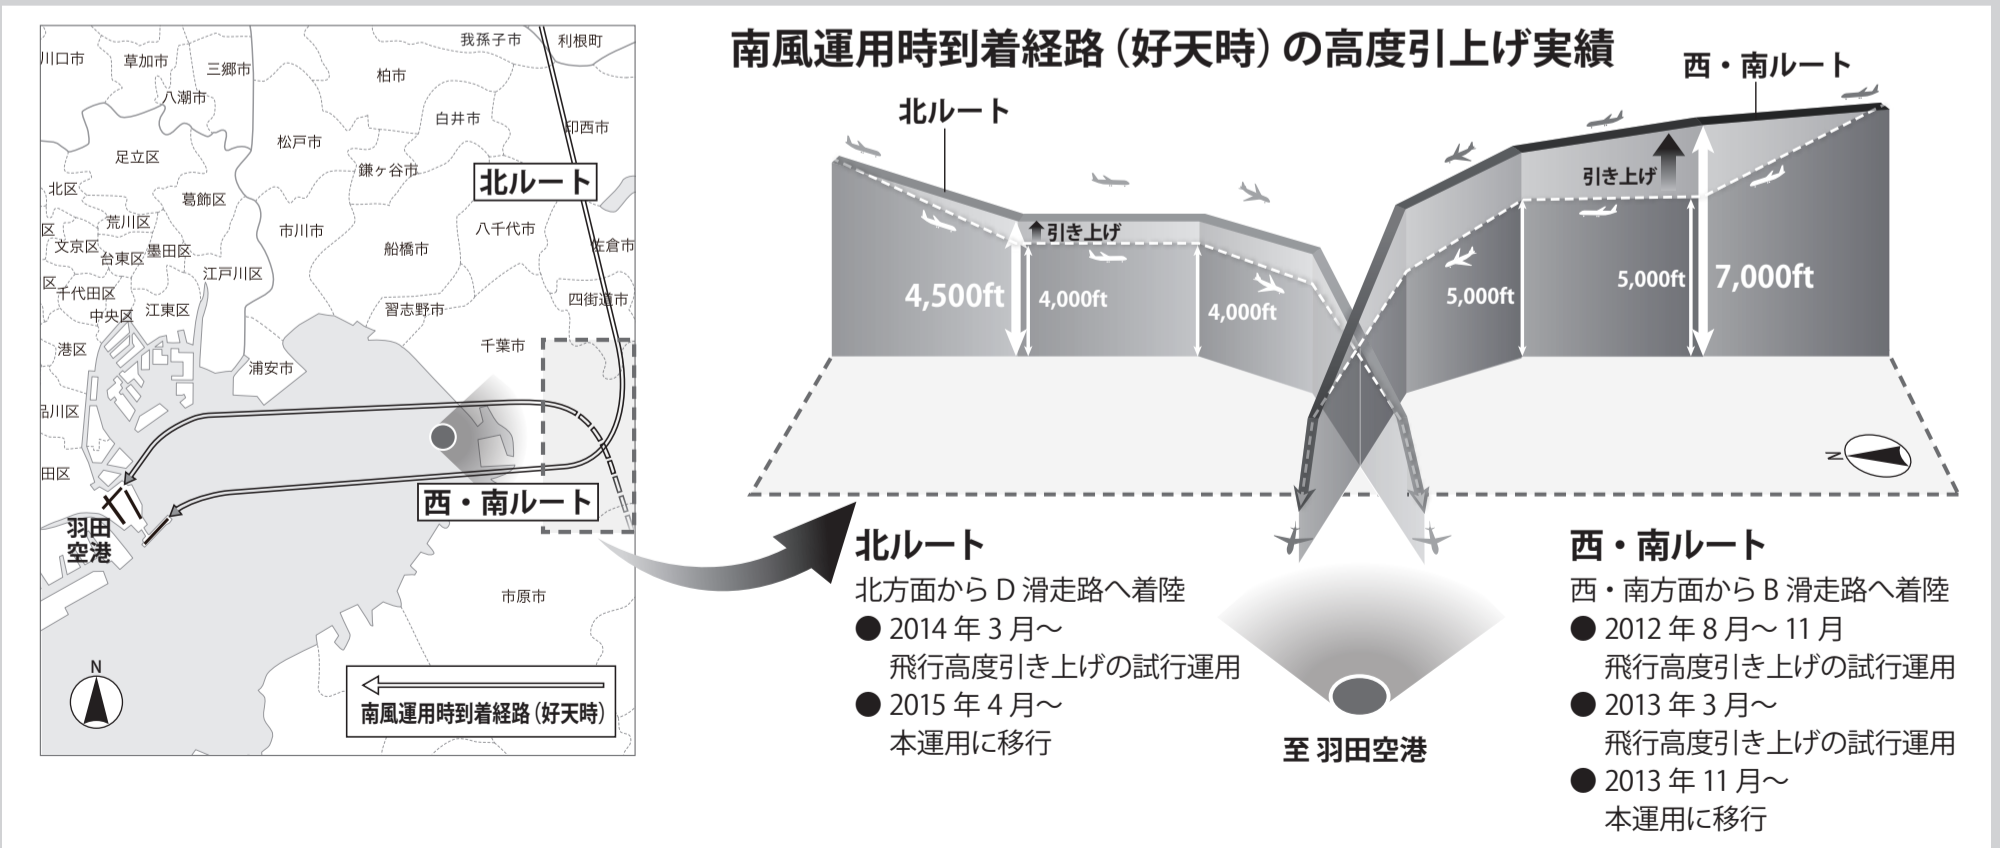 南風運用時到着経路（好天時）の高度引上げ実績
川口市
草加市
三郷市
八潮市
我孫子市
利根町
柏市
白井市
印西市
松戸市
足立区
鎌ヶ谷市
北ルート
北区
葛飾区
荒川区
市川市
八千代市
区
文京区
台東区
墨田区
船橋市
佐倉市
江戸川区
区
千代田区
中央区
江東区
習志野市
四街道市
港区
浦安市
千葉市
品川区
田区
西・南ルート
羽田
空港
市原市
N
南風運用時到着経路（好天時）
北ルート
西・南ルート
引き上げ
引き上げ
4,500ft
4,000ft
4,000ft
5,000ft
5,000ft
7,000ft
N
北ルート
北方面から D 滑走路へ着陸
● 2014 年 3 月～
飛行高度引き上げの試行運用
● 2015 年 4 月～
本運用に移行
至 羽田空港
西・南ルート
西・南方面から B 滑走路へ着陸
● 2012 年 8 月～ 11 月
飛行高度引き上げの試行運用
● 2013 年 3 月～
飛行高度引き上げの試行運用
● 2013 年 11 月～
本運用に移行